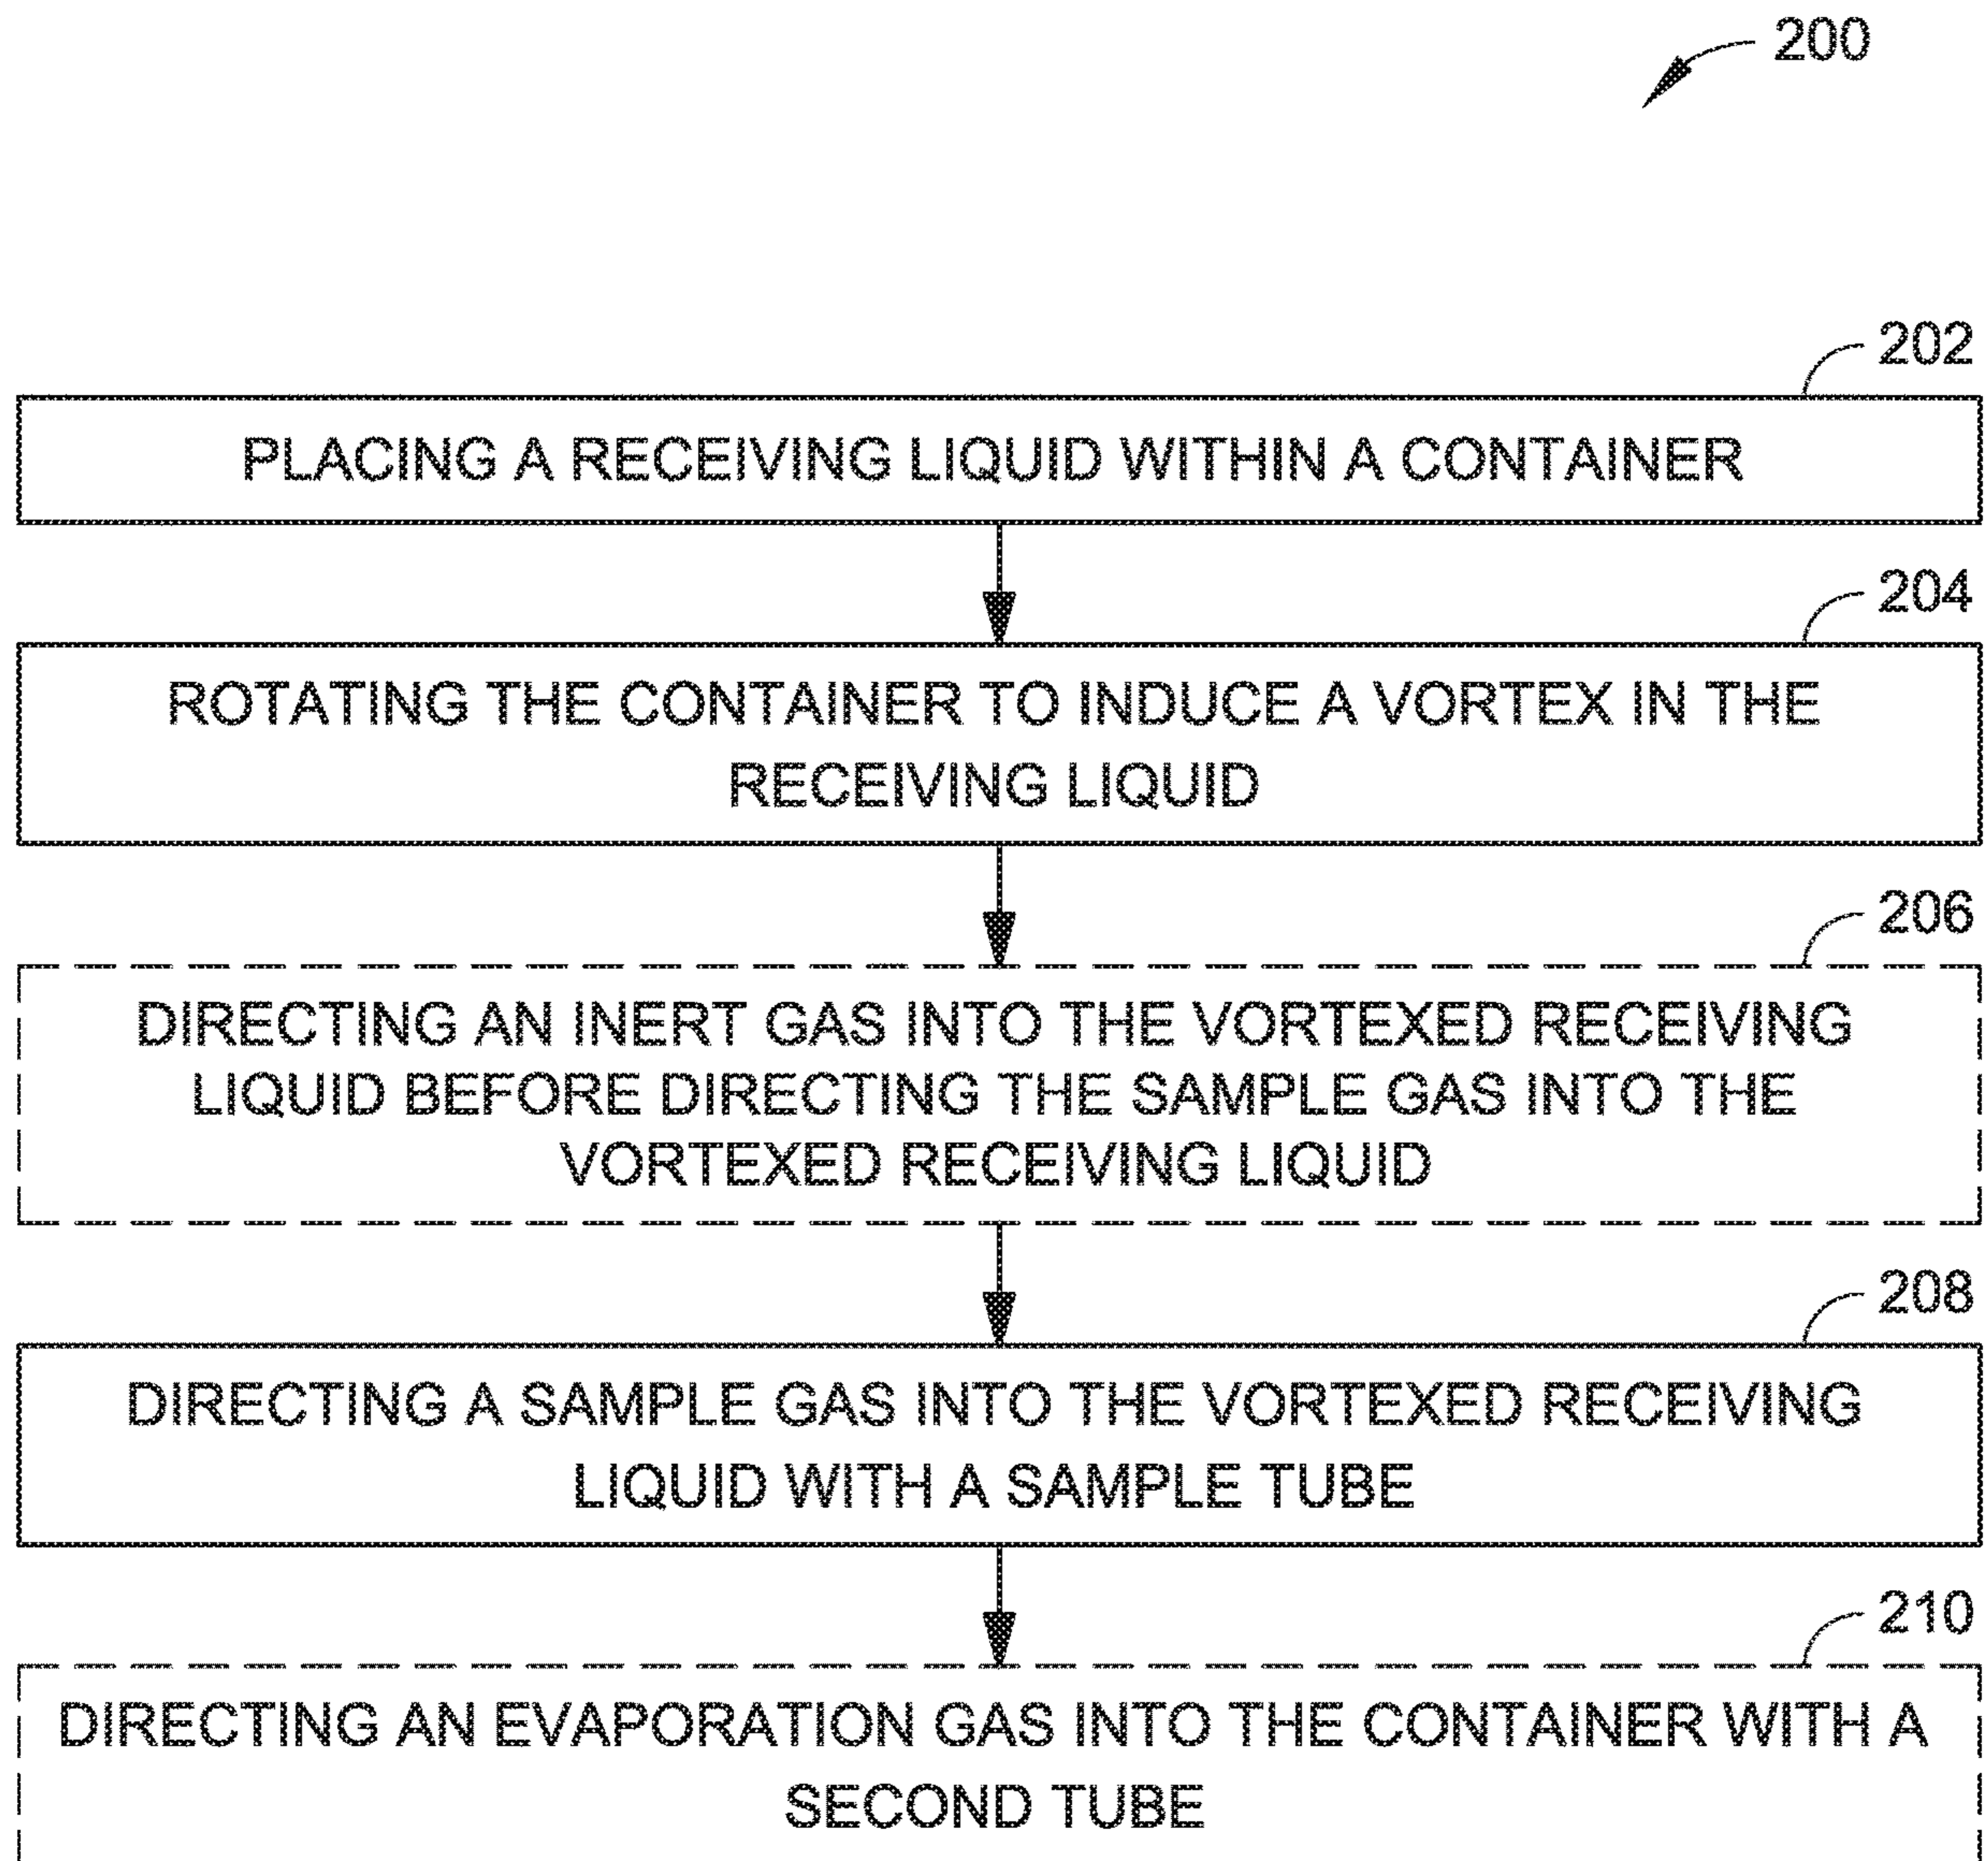 200
202
PLACING A RECEIVING LIQUID WITHIN A CONTAINER
204
ROTATING THE CONTAINER TO INDUCE A VORTEX IN THE
RECEIVING LIQUID
206
DIRECTING AN INERT GAS INTO THE VORTEXED RECEIVING
LIQUID BEFORE DIRECTING THE SAMPLE GAS INTO THE
VORTEXED RECEIVING LIQUID
208
DIRECTING A SAMPLE GAS INTO THE VORTEXED RECEIVING
LIQUID WITH A SAMPLE TUBE
210
DIRECTING AN EVAPORATION GAS INTO THE CONTAINER WITH A
SECOND TUBE